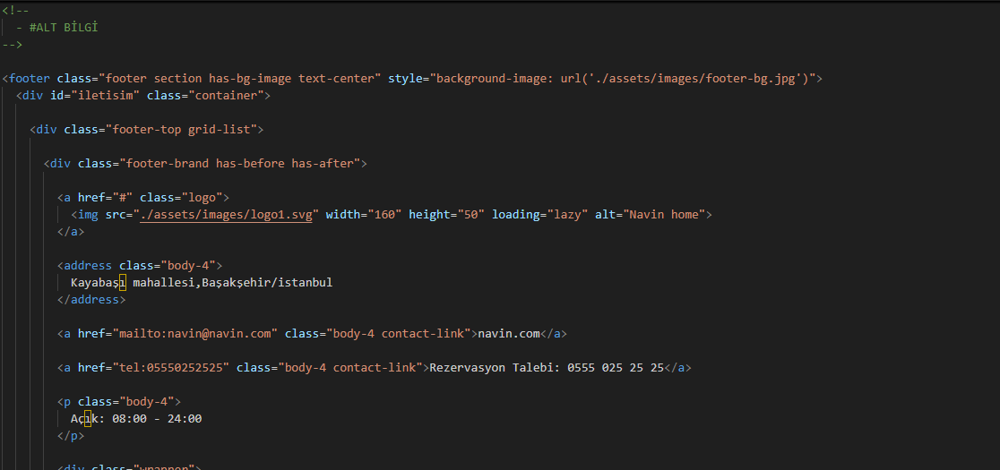 <!--
- #ALT BİLGİ
-->
<footer class="footer section has-bg-image text-center" style="background-image: url('./assets/images/footer-bg.jpg')">
<div id="iletisim" class="container">
<div class="footer-top grid-list">
<div class="footer-brand has-before has-after">
<a href="#" class="logo">
<img src="./assets/images/logo1.svg" width="160" height="50" loading="lazy" alt="Navin home">
</a>
<address class="body-4">
Kayabaşı mahallesi,Başakşehir/istanbul
</address>
<a href="mailto:navin@navin.com" class="body-4 contact-link">navin.com</a>
<a href="tel:05550252525" class="body-4 contact-link">Rezervasyon Talebi: 0555 025 25 25</a>
<p class="body-4">
Açık: 08:00 - 24:00
</p>
<div class="wrapper">